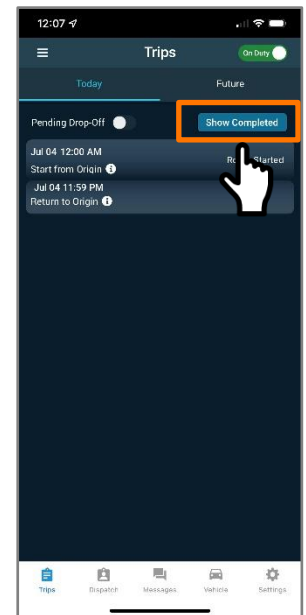 12:07
Trips
On Duty
Today
Future
Pending Drop-Off
Show Completed
Jul 04 12:00 AM
Started
Start from Origin
Jul 04 11:59 PM
Return to Origin
Trips
Dispatch
Messages
Vehicle
Settings